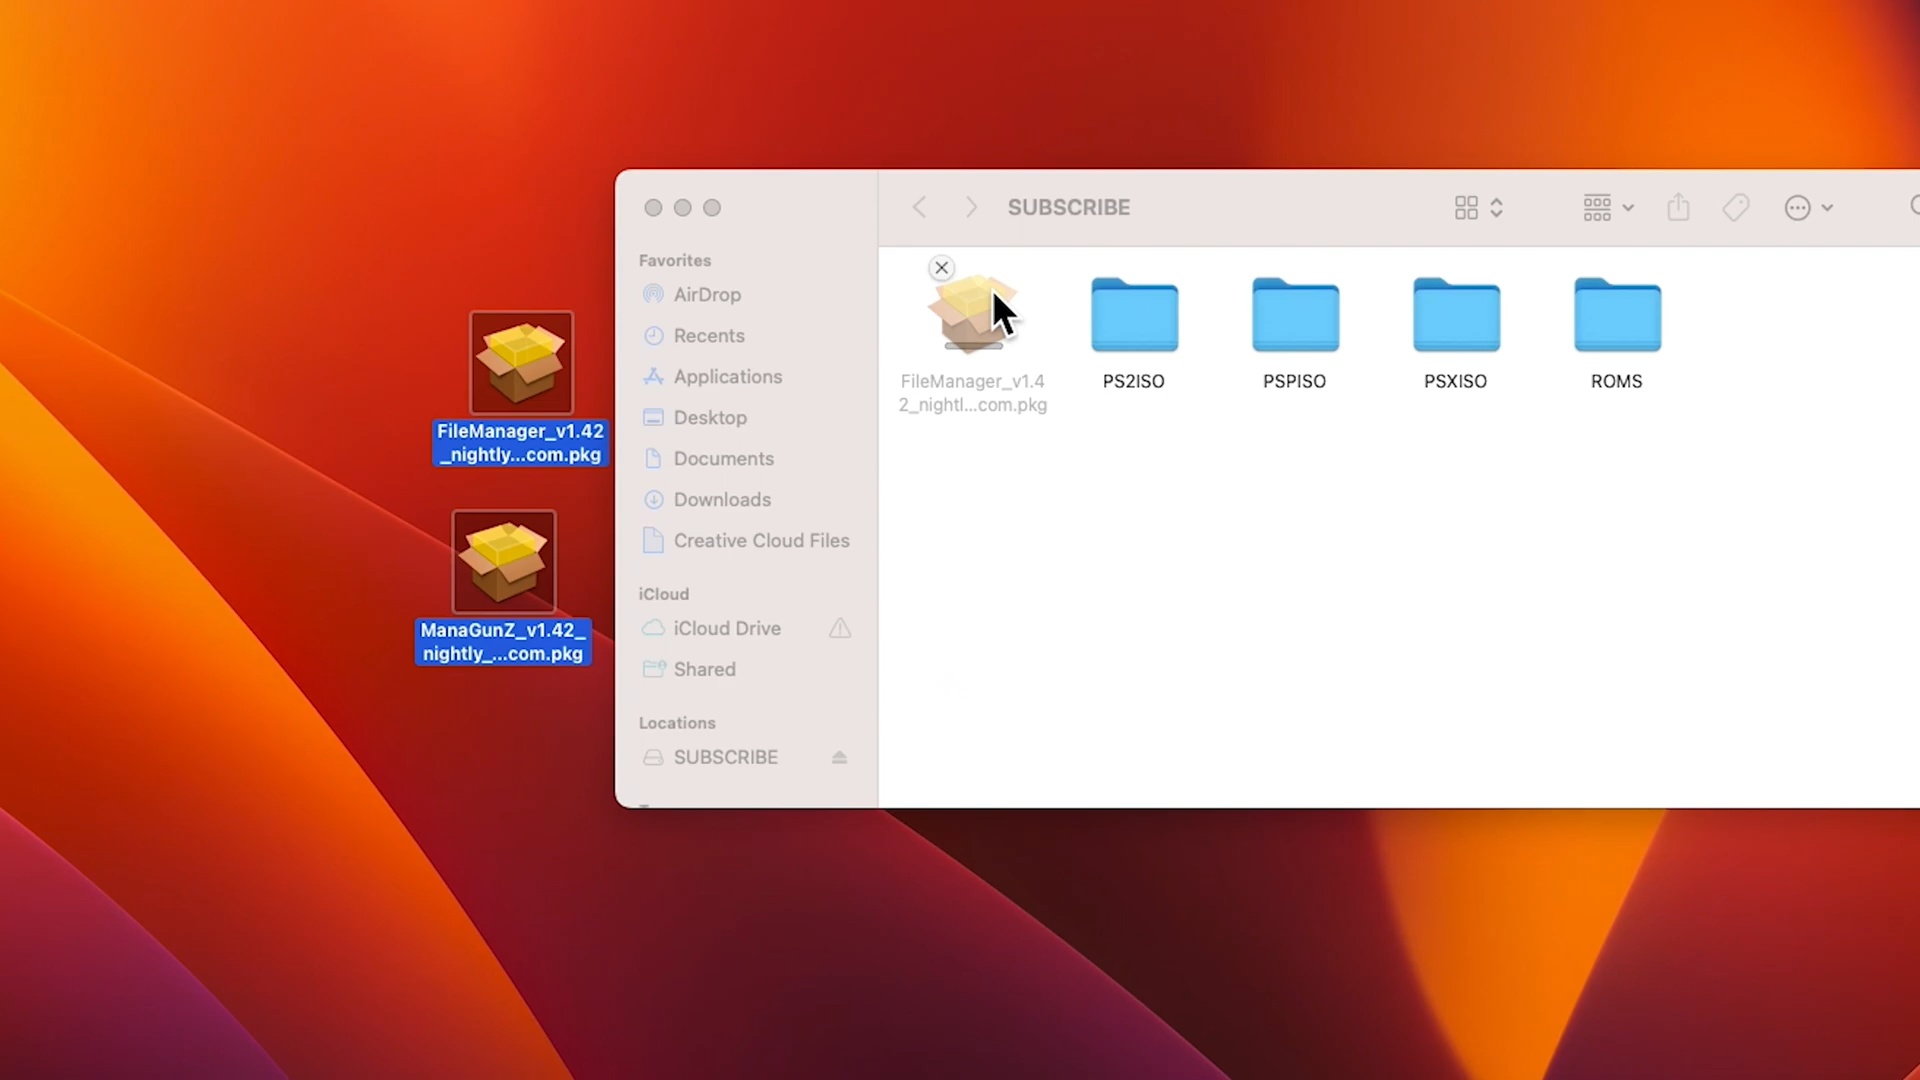 FileManager_v1.42
_nightly...com.pkg
ManaGunZ_v1.42_
nightly_...com.pkg
SUBSCRIBE
Favorites
AirDrop
Recents
Applications
Desktop
Documents
Downloads
Creative Cloud Files
iCloud
iCloud Drive
Shared
Locations
SUBSCRIBE
FileManager_v1.4
2_nightl...com.pkg
PS2ISO
PSPISO
PSXISO
ROMS